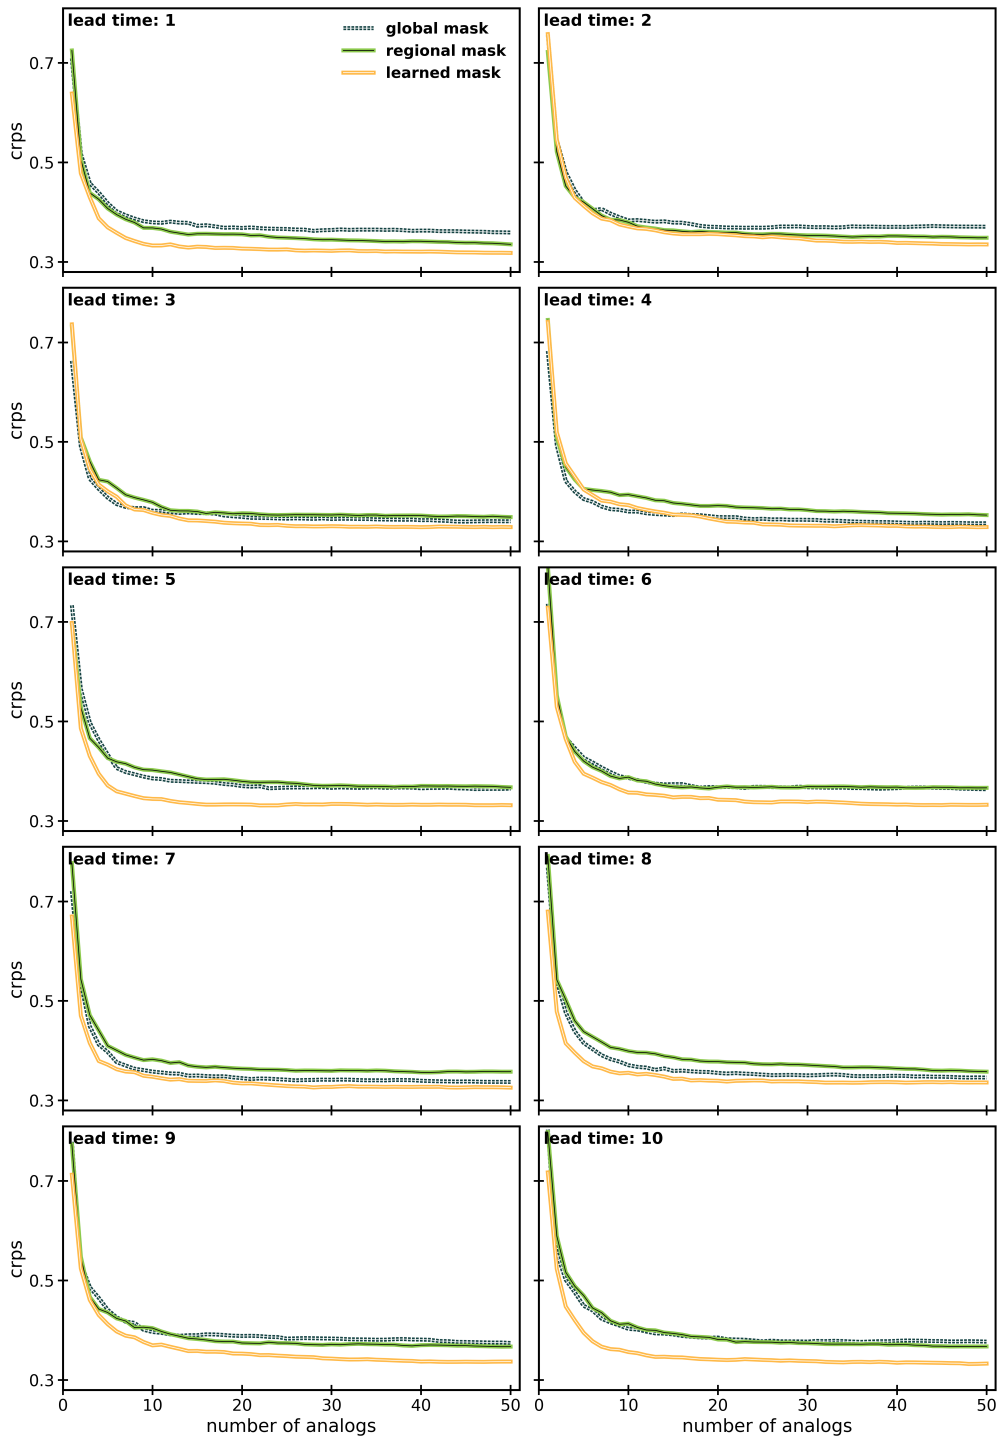 lead time: 1
global mask
regional mask
learned mask
0.7
0.5
0.3
crps
lead time: 2
lead time: 3
0.7
0.5
0.3
crps
lead time: 4
lead time: 5
0.7
0.5
0.3
crps
lead time: 6
lead time: 7
0.7
0.5
0.3
crps
lead time: 8
lead time: 9
0.7
0.5
0.3
crps
0 10 20 30 40 50
number of analogs
lead time: 10
0 10 20 30 40 50
number of analogs